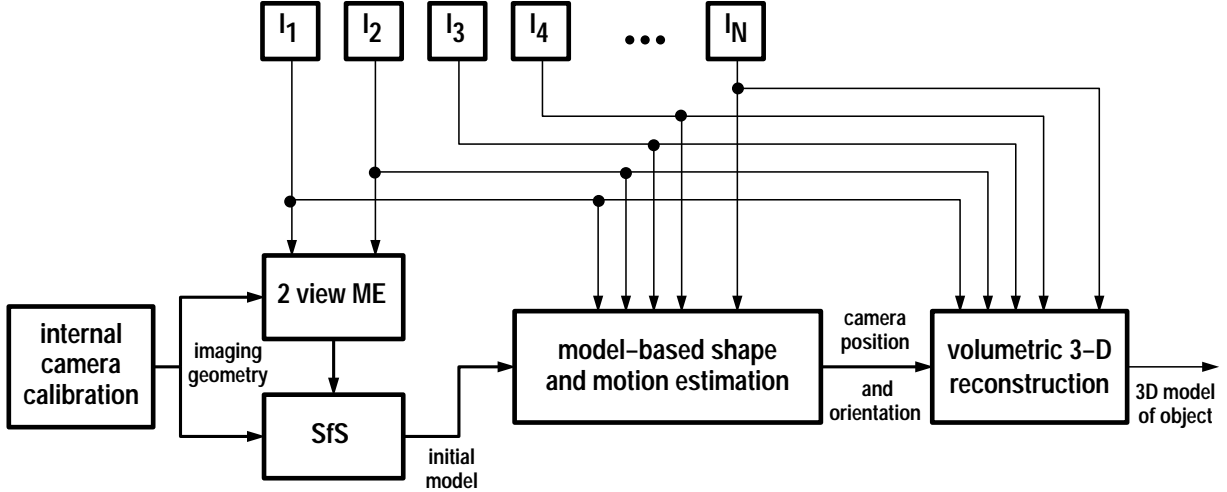 I1 I2 I3 I4 ••• IN
2 view ME
internal
camera
calibration
imaging
geometry
SfS
initial
model
model–based shape
and motion estimation
camera
position
and
orientation
volumetric 3–D
reconstruction
3D model
of object